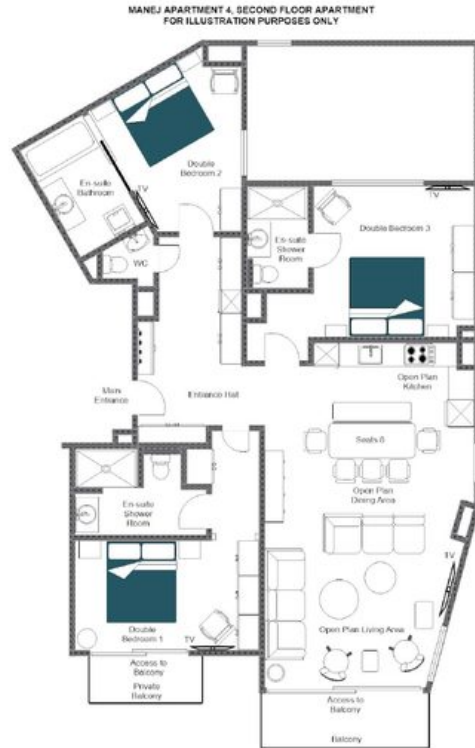 MANEJ APARTMENT 4, SECOND FLOOR APARTMENT
FOR ILLUSTRATION PURPOSES ONLY
Double
Bedroom 2
En-suite
Bathroom
TV
WC
En-suite
Shower
Room
Double Bedroom 3
TV
Main
Entrance
Entrance Hall
Open Plan
Kitchen
Seats 8
Open Plan
Dining Area
En-suite
Shower
Room
TV
Double
Bedroom 1
TV
Open Plan Living Area
Access to
Balcony
Private
Balcony
Access to
Balcony
Balcony